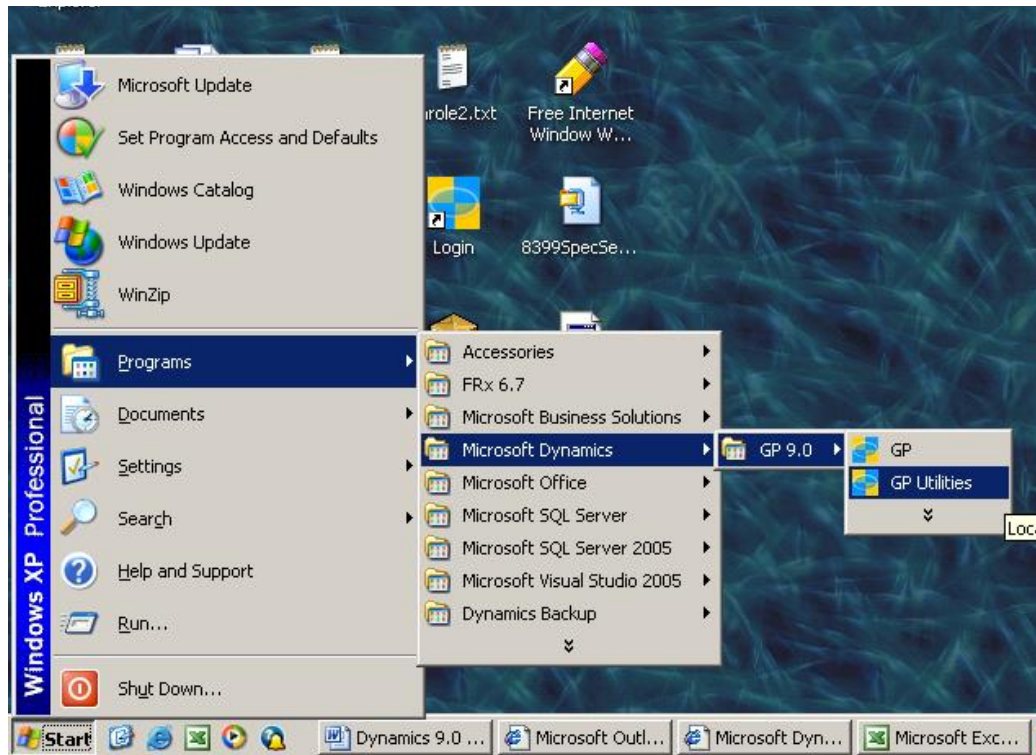 Microsoft Update
Set Program Access and Defaults
Windows Catalog
Windows Update
WinZip
Programs
Documents
Settings
Search
Help and Support
Run...
Shut Down...
Windows XP Professional
role2.txt
Free Internet
Window W...
Login
8399SpecSe...
Accessories
FRx 6.7
Microsoft Business Solutions
Microsoft Dynamics
Microsoft Office
Microsoft SQL Server
Microsoft SQL Server 2005
Microsoft Visual Studio 2005
Dynamics Backup
GP 9.0
GP
GP Utilities
Loca
Start
Dynamics 9.0 ...
Microsoft Outl...
Microsoft Dyn...
Microsoft Exc...